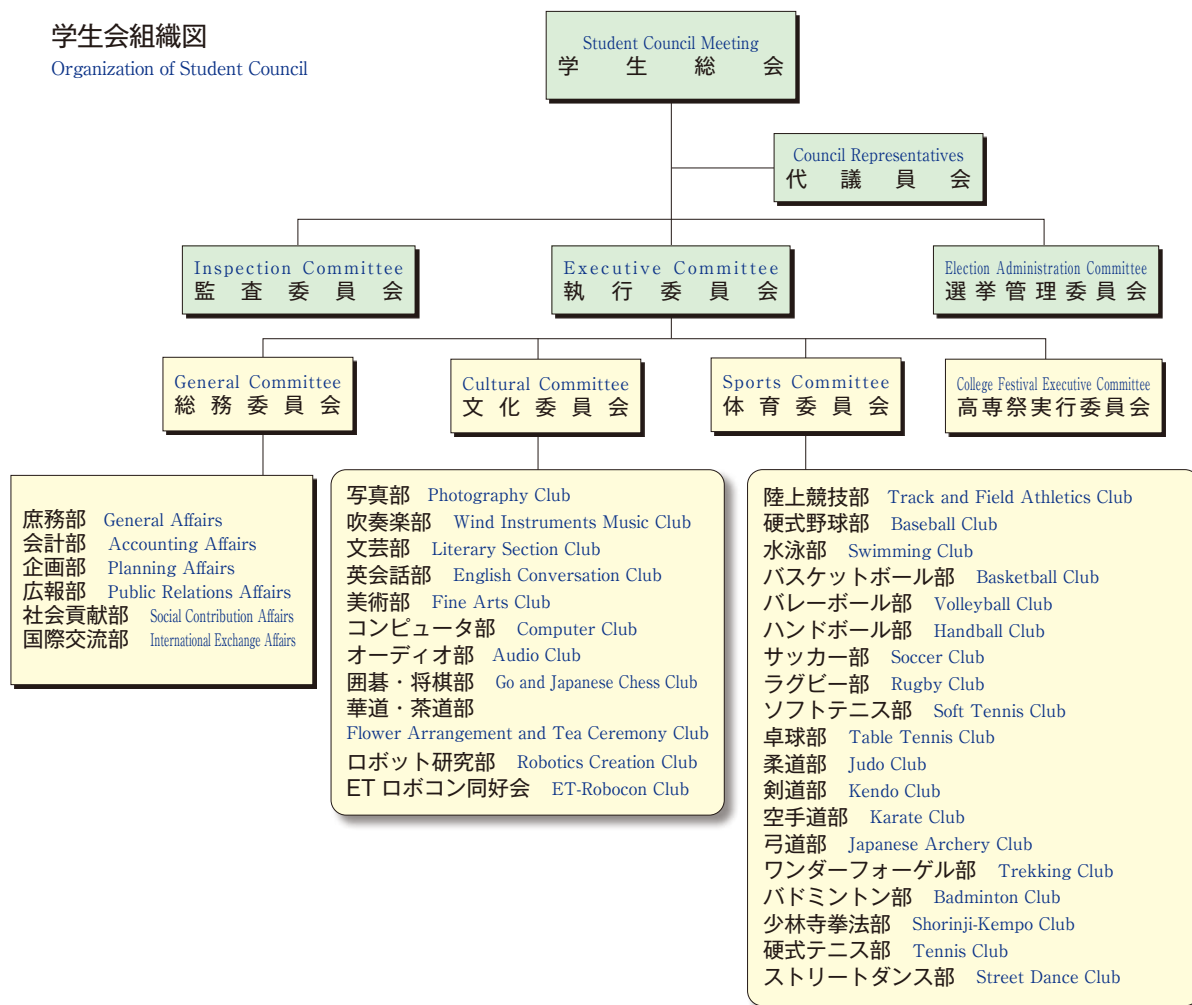 学生会組織図
Organization of Student Council
Student Council Meeting
学生総会
Council Representatives
代議員会
Inspection Committee
監査委員会
Executive Committee
執行委員会
Election Administration Committee
選挙管理委員会
General Committee
総務委員会
Cultural Committee
文化委員会
Sports Committee
体育委員会
College Festival Executive Committee
高専祭実行委員会
庶務部 General Affairs
会計部 Accounting Affairs
企画部 Planning Affairs
広報部 Public Relations Affairs
社会貢献部 Social Contribution Affairs
国際交流部 International Exchange Affairs
写真部 Photography Club
吹奏楽部 Wind Instruments Music Club
文芸部 Literary Section Club
英会話部 English Conversation Club
美術部 Fine Arts Club
コンピュータ部 Computer Club
オーディオ部 Audio Club
囲碁・将棋部 Go and Japanese Chess Club
華道・茶道部
Flower Arrangement and Tea Ceremony Club
ロボット研究部 Robotics Creation Club
ET ロボコン同好会 ET-Robocon Club
陸上競技部 Track and Field Athletics Club
硬式野球部 Baseball Club
水泳部 Swimming Club
バスケットボール部 Basketball Club
バレーボール部 Volleyball Club
ハンドボール部 Handball Club
サッカー部 Soccer Club
ラグビー部 Rugby Club
ソフトテニス部 Soft Tennis Club
卓球部 Table Tennis Club
柔道部 Judo Club
剣道部 Kendo Club
空手道部 Karate Club
弓道部 Japanese Archery Club
ワンダーフォーゲル部 Trekking Club
バドミントン部 Badminton Club
少林寺拳法部 Shorinji-Kempo Club
硬式テニス部 Tennis Club
ストリートダンス部 Street Dance Club